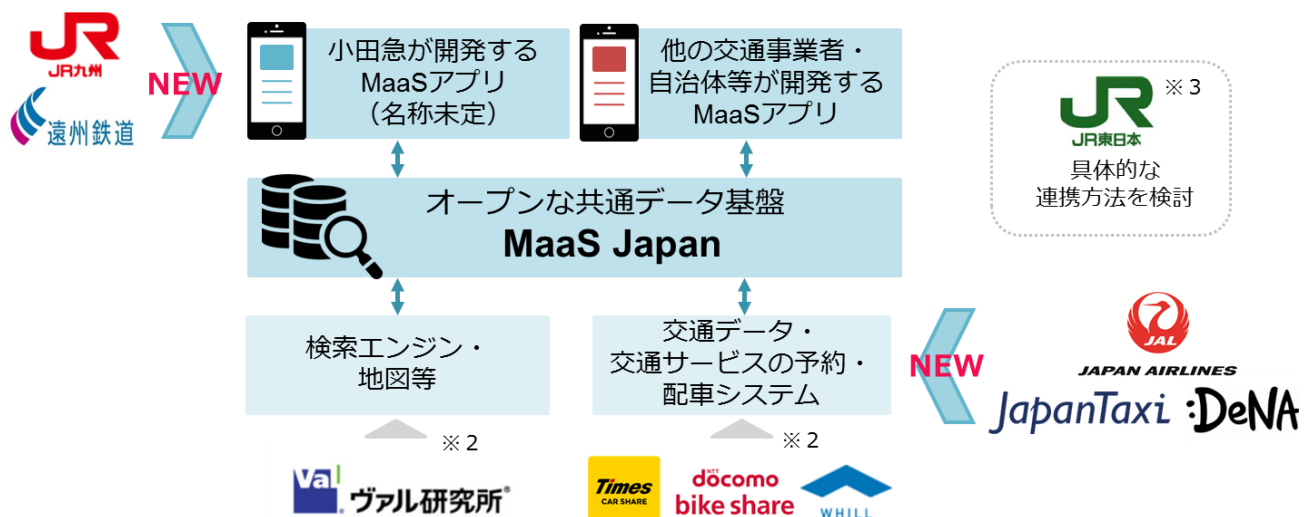 JR
JR九州
遠州鉄道
NEW
小田急が開発する
MaaSアプリ
（名称未定）
他の交通事業者・
自治体等が開発する
MaaSアプリ
JR
※３
JR東日本
具体的な
連携方法を検討
オープンな共通データ基盤
MaaS Japan
検索エンジン・
地図等
交通データ・
交通サービスの予約・
配車システム
NEW
JAL
JAPAN AIRLINES
JapanTaxi
:DeNA
※２
※２
Val
ヴァル研究所®
Times
CAR SHARE
NTT
docomo
bike share
WHILL